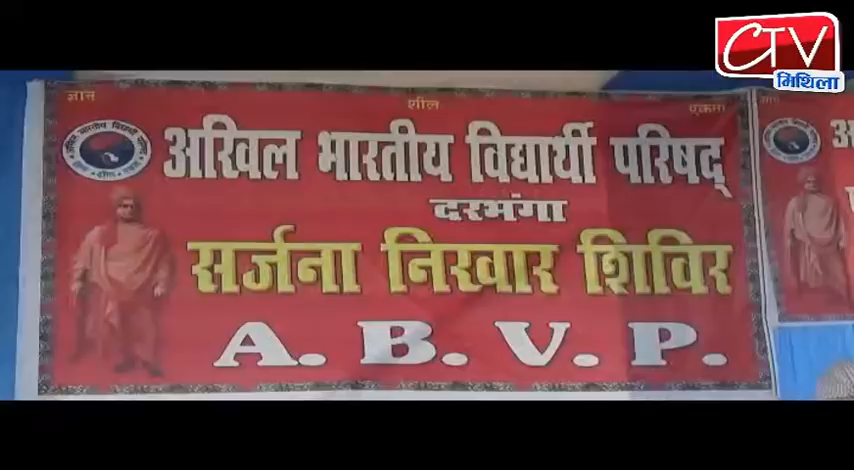 CTV
मिथिला
ज्ञान शील एकता
अखिल भारतीय विद्यार्थी परिषद्
दरभंगा
सर्जना निखार शिविर
A. B. V. P.